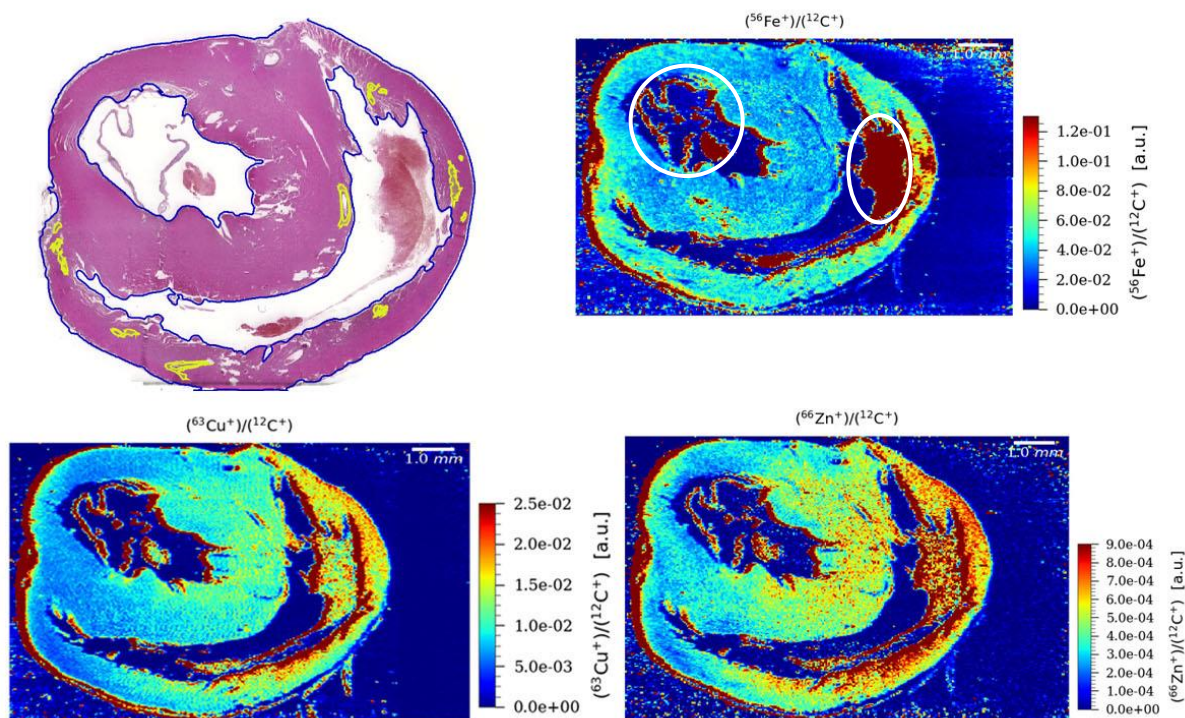 (⁵⁶Fe⁺)/(¹²C⁺)
1.0 mm
1.2e-01
1.0e-01
8.0e-02
6.0e-02
4.0e-02
2.0e-02
0.0e+00
(⁵⁶Fe⁺)/(¹²C⁺) [a.u.]
(⁶³Cu⁺)/(¹²C⁺)
1.0 mm
2.5e-02
2.0e-02
1.5e-02
1.0e-02
5.0e-03
0.0e+00
(⁶³Cu⁺)/(¹²C⁺) [a.u.]
(⁶⁶Zn⁺)/(¹²C⁺)
1.0 mm
9.0e-04
8.0e-04
7.0e-04
6.0e-04
5.0e-04
4.0e-04
3.0e-04
2.0e-04
1.0e-04
0.0e+00
(⁶⁶Zn⁺)/(¹²C⁺) [a.u.]